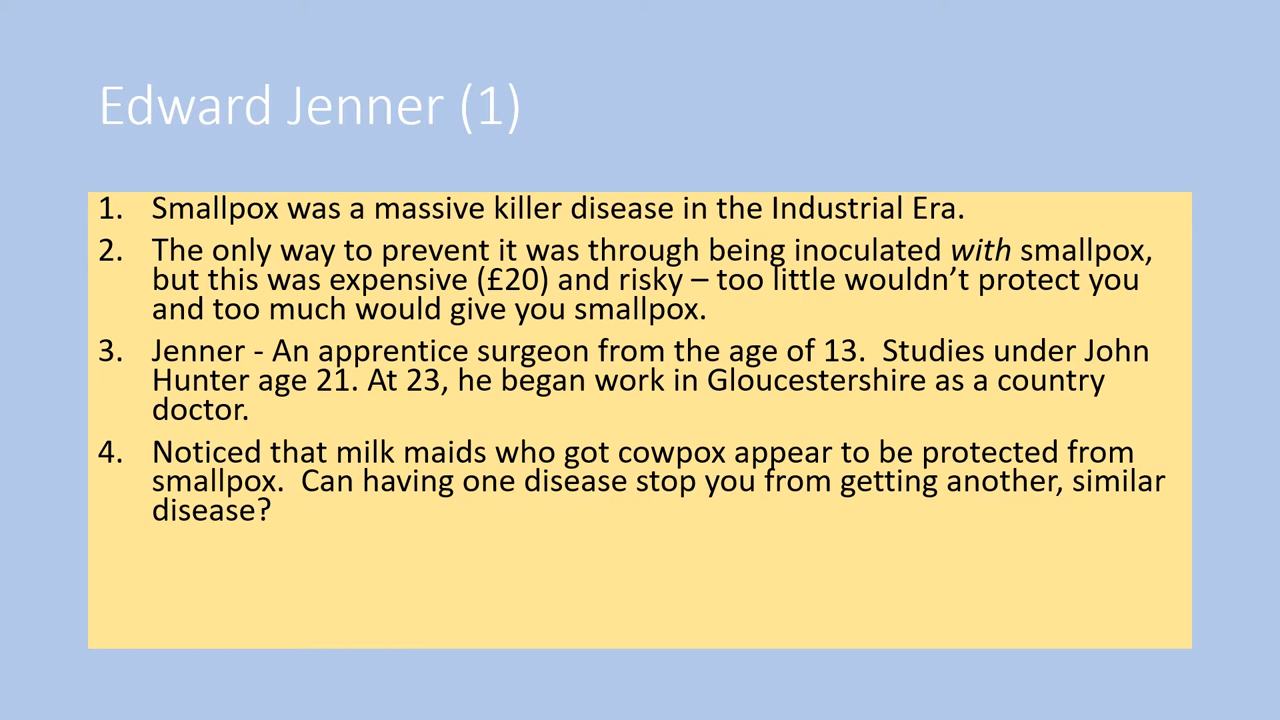 Edward Jenner (1)
1. Smallpox was a massive killer disease in the Industrial Era.
2. The only way to prevent it was through being inoculated with smallpox,
but this was expensive (£20) and risky – too little wouldn’t protect you
and too much would give you smallpox.
3. Jenner - An apprentice surgeon from the age of 13.  Studies under John
Hunter age 21. At 23, he began work in Gloucestershire as a country
doctor.
4. Noticed that milk maids who got cowpox appear to be protected from
smallpox.  Can having one disease stop you from getting another, similar
disease?